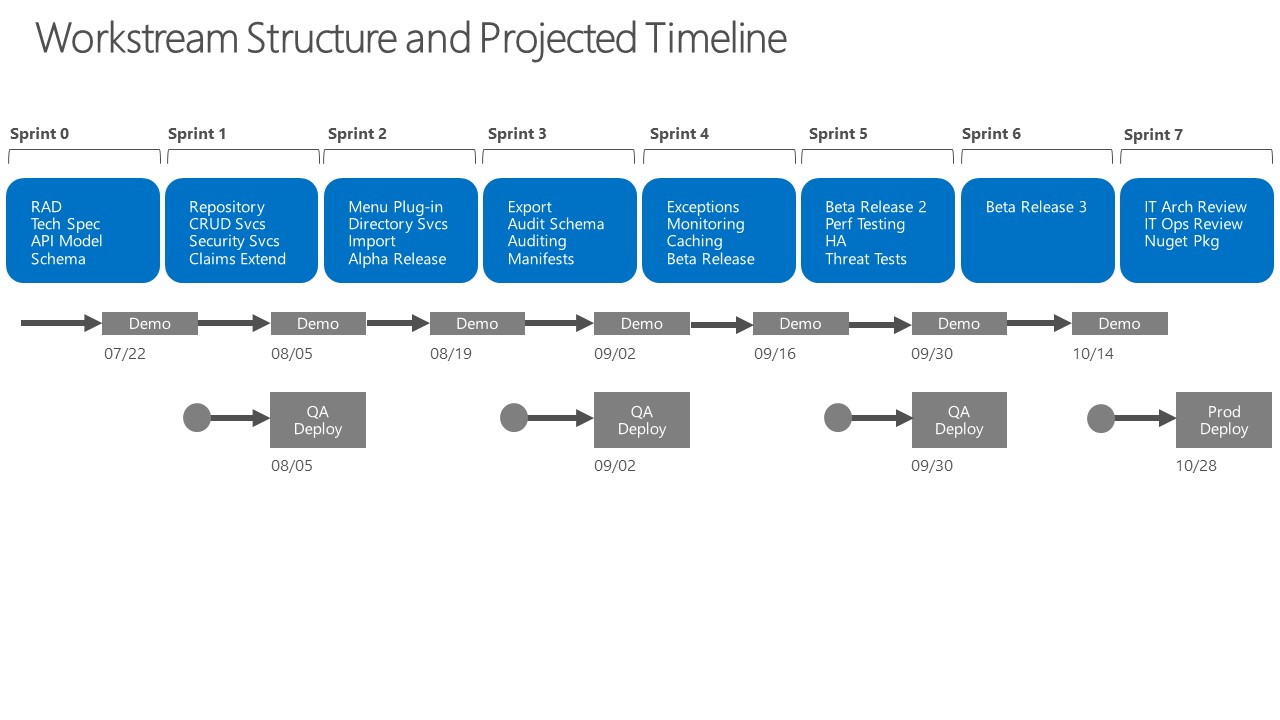 Workstream Structure and Projected Timeline
Sprint 0
Sprint 1
Sprint 2
Sprint 3
Sprint 4
Sprint 5
Sprint 6
Sprint 7
RAD
Tech Spec
API Model
Schema
Repository
CRUD Svcs
Security Svcs
Claims Extend
Menu Plug-in
Directory Svcs
Import
Alpha Release
Export
Audit Schema
Auditing
Manifests
Exceptions
Monitoring
Caching
Beta Release
Beta Release 2
Perf Testing
HA
Threat Tests
Beta Release 3
IT Arch Review
IT Ops Review
Nuget Pkg
Demo
Demo
Demo
Demo
Demo
Demo
Demo
07/22
08/05
08/19
09/02
09/16
09/30
10/14
QA
Deploy
QA
Deploy
QA
Deploy
Prod
Deploy
08/05
09/02
09/30
10/28